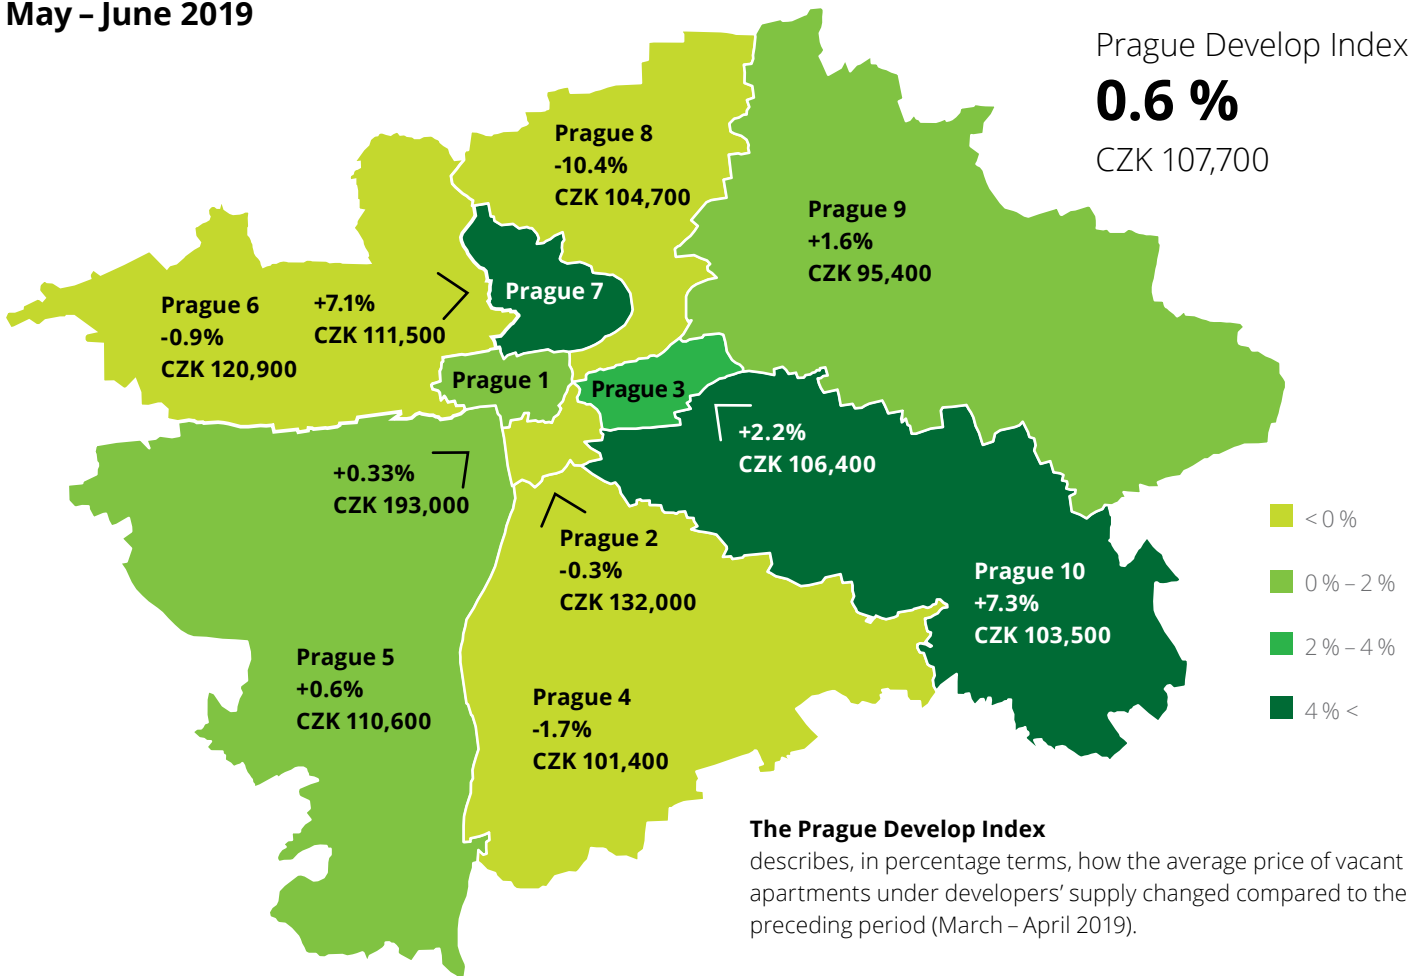 May – June 2019
Prague Develop Index
0.6 %
CZK 107,700
Prague 8
-10.4%
CZK 104,700
Prague 9
+1.6%
CZK 95,400
Prague 7
+7.1%
CZK 111,500
Prague 6
-0.9%
CZK 120,900
Prague 1
+0.33%
CZK 193,000
Prague 3
+2.2%
CZK 106,400
Prague 2
-0.3%
CZK 132,000
Prague 10
+7.3%
CZK 103,500
Prague 5
+0.6%
CZK 110,600
Prague 4
-1.7%
CZK 101,400
< 0 %
0 % – 2 %
2 % – 4 %
4 % <
The Prague Develop Index
describes, in percentage terms, how the average price of vacant
apartments under developers’ supply changed compared to the
preceding period (March – April 2019).